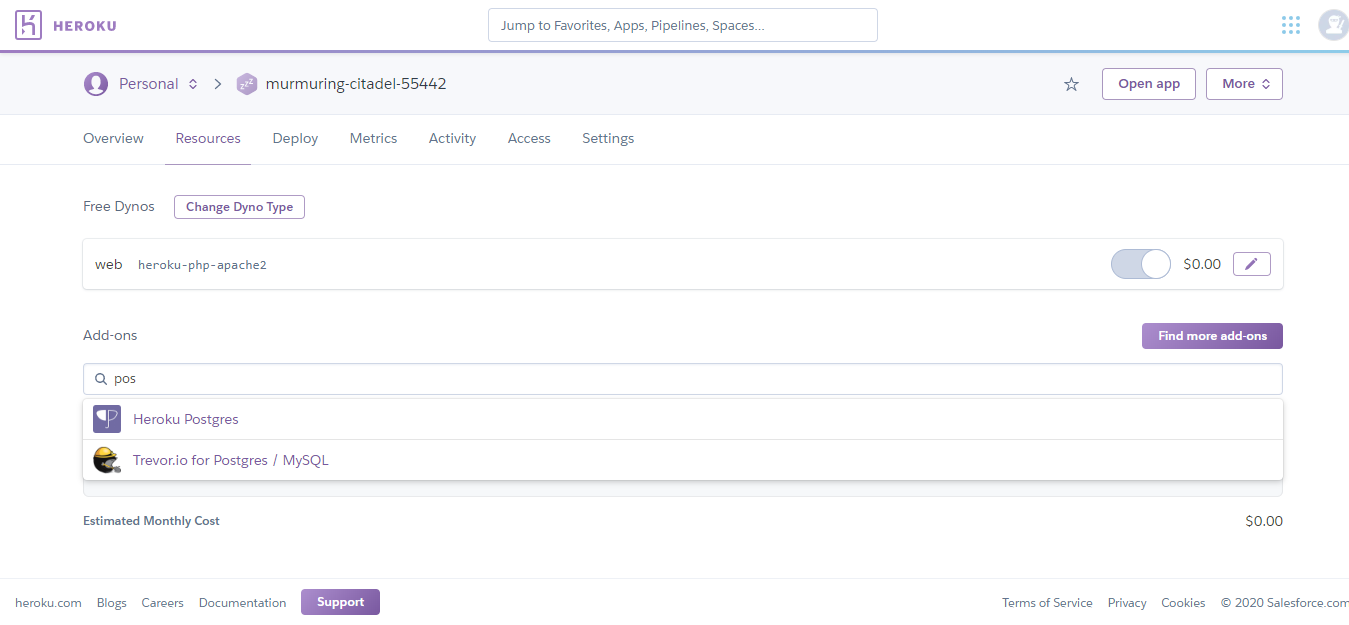 HEROKU
Jump to Favorites, Apps, Pipelines, Spaces...
Personal
murmuring-citadel-55442
Open app
More
Overview
Resources
Deploy
Metrics
Activity
Access
Settings
Free Dynos
Change Dyno Type
web heroku-php-apache2
$0.00
Add-ons
Find more add-ons
pos
Heroku Postgres
Trevor.io for Postgres / MySQL
Estimated Monthly Cost
$0.00
heroku.com
Blogs
Careers
Documentation
Support
Terms of Service
Privacy
Cookies
© 2020 Salesforce.com